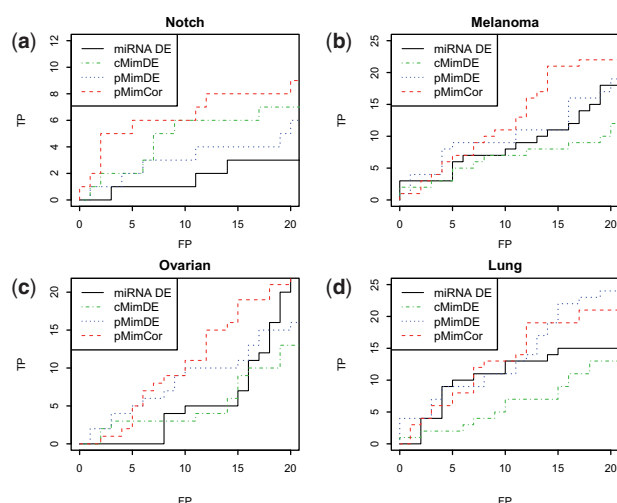 (a)
Notch
miRNA DE
cMimDE
pMimDE
pMimCor
TP
0 2 4 6 8 10 12
0 5 10 15 20
FP
(b)
Melanoma
miRNA DE
cMimDE
pMimDE
pMimCor
TP
0 5 10 15 20 25
0 5 10 15 20
FP
(c)
Ovarian
miRNA DE
cMimDE
pMimDE
pMimCor
TP
0 5 10 15 20
0 5 10 15 20
FP
(d)
Lung
miRNA DE
cMimDE
pMimDE
pMimCor
TP
0 5 10 15 20 25
0 5 10 15 20
FP